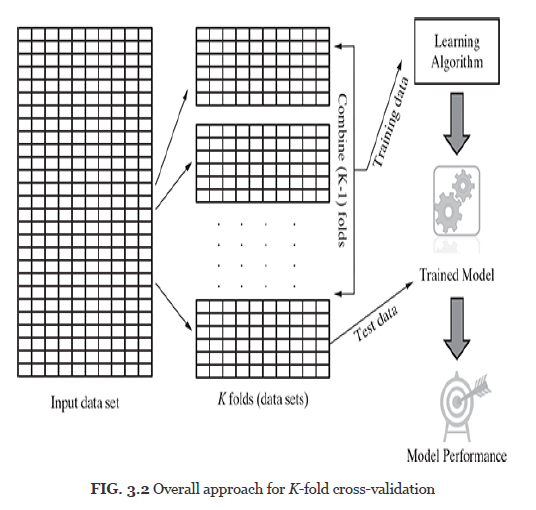 Learning
Algorithm
Combine (K-1) folds
Training data
Trained Model
Test data
Input data set
K folds (data sets)
Model Performance
FIG. 3.2 Overall approach for K-fold cross-validation